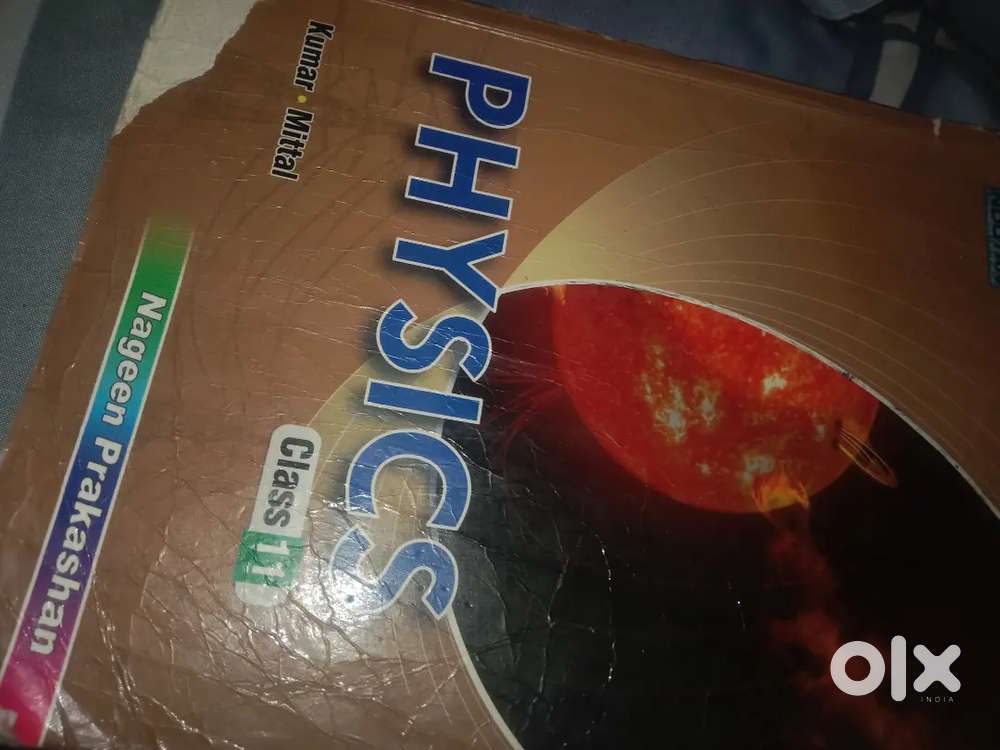 PHYSICS
Class 11
Kumar • Mittal
Nageen Prakashan
olx
INDIA